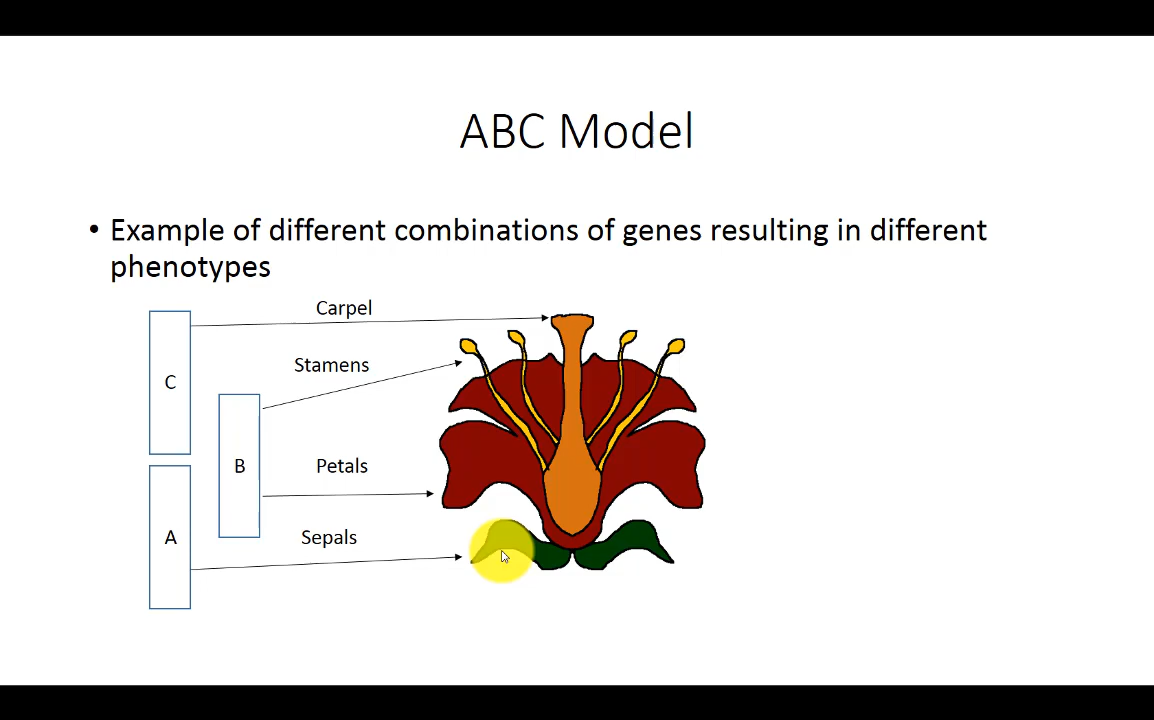 ABC Model
• Example of different combinations of genes resulting in different
phenotypes
Carpel
Stamens
C
B
Petals
A
Sepals